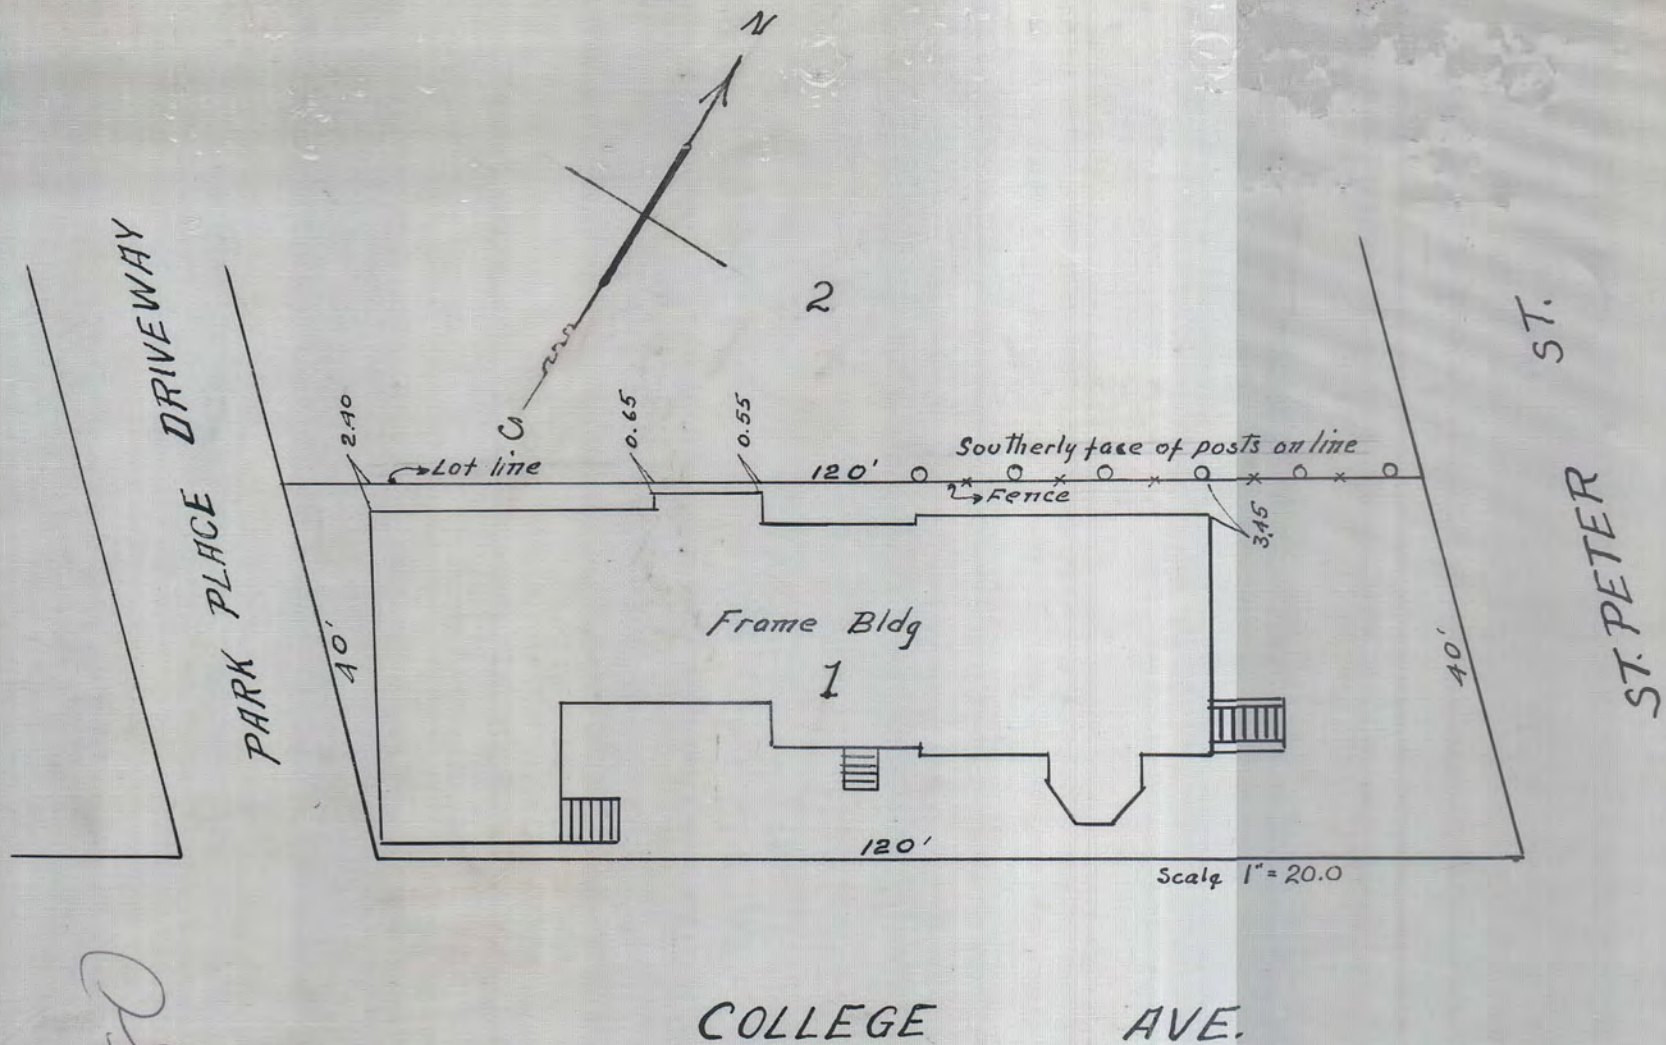 N
2
PARK PLACE DRIVEWAY
2.40
0.65
0.55
Lot line
120'
Southerly face of posts on line
Fence
3.45
ST.
ST. PETER
40'
Frame Bldg
1
40'
120'
Scale 1" = 20.0
COLLEGE AVE.